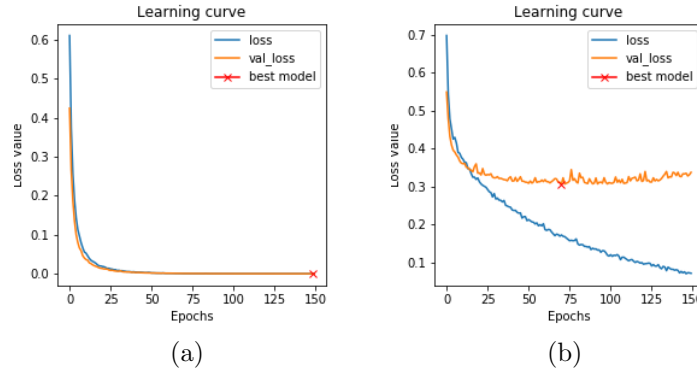 Learning curve
0.6
0.5
0.4
0.3
0.2
0.1
0.0
Loss value
loss
val_loss
best model
0 25 50 75 100 125 150
Epochs
(a)
Learning curve
0.7
0.6
0.5
0.4
0.3
0.2
0.1
Loss value
loss
val_loss
best model
0 25 50 75 100 125 150
Epochs
(b)